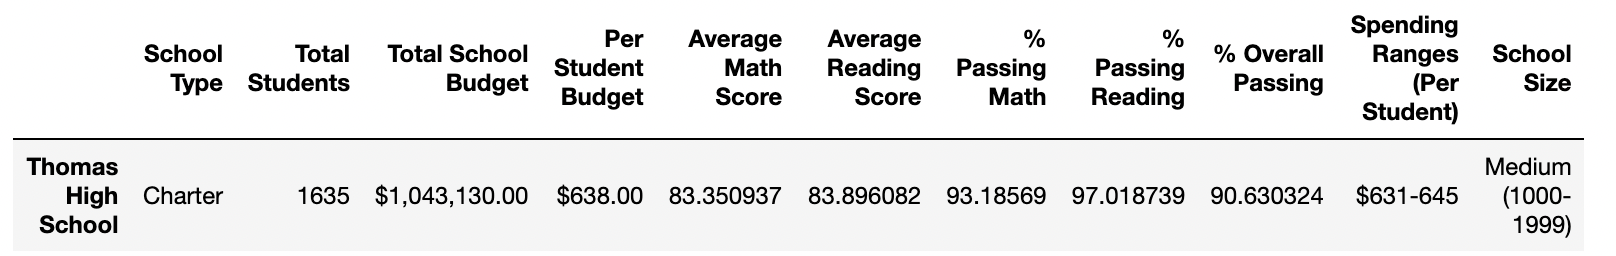 School Type Total Students Total School Budget Per Student Budget Average Math Score Average Reading Score % Passing Math % Passing Reading % Overall Passing Spending Ranges (Per Student) School Size
Thomas High School Charter 1635 $1,043,130.00 $638.00 83.350937 83.896082 93.18569 97.018739 90.630324 $631-645 Medium (1000-1999)